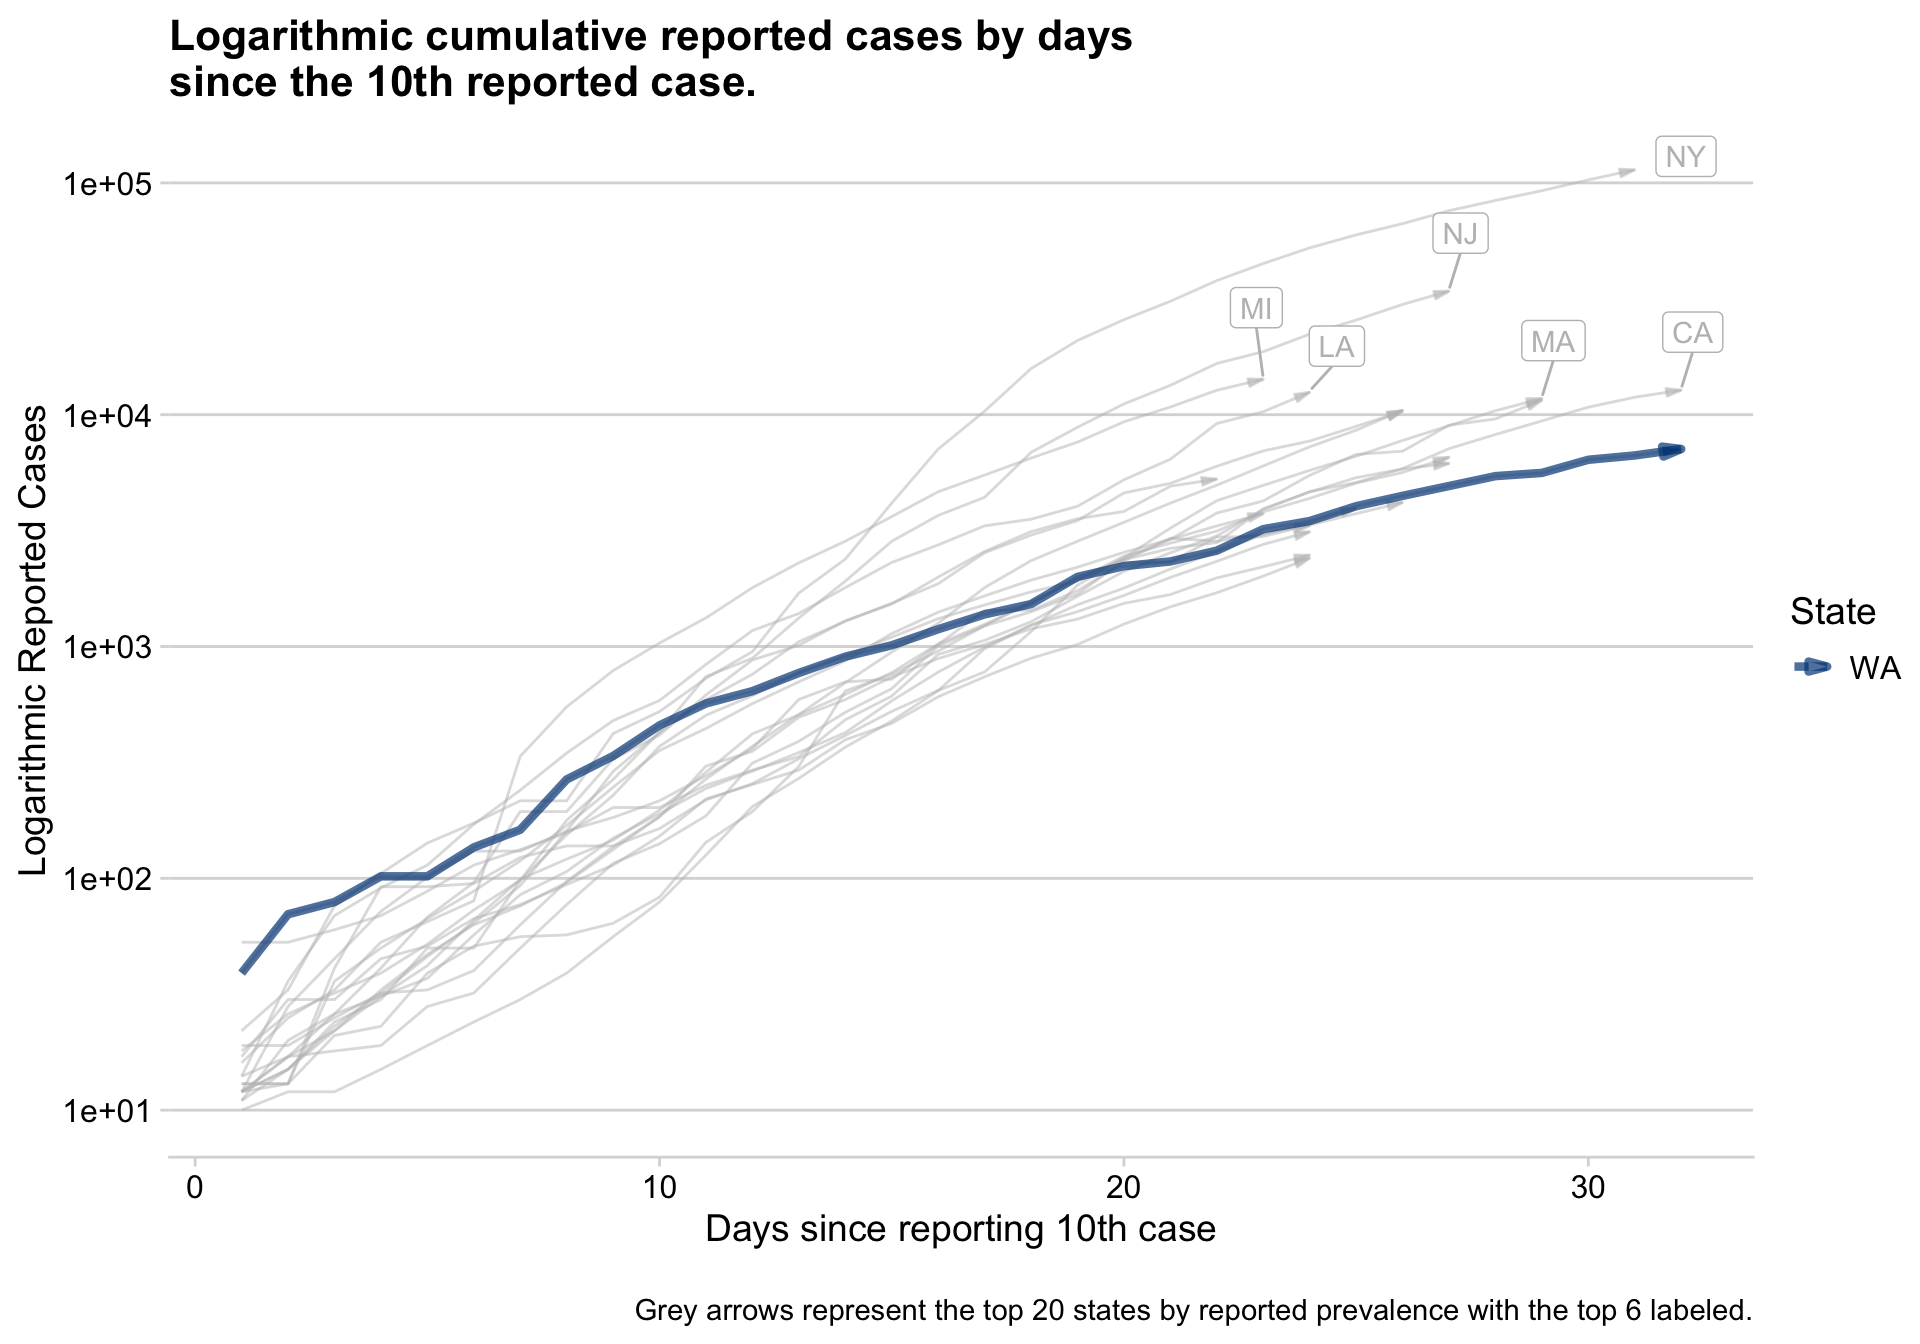 Logarithmic cumulative reported cases by days
since the 10th reported case.
1e+05
1e+04
1e+03
1e+02
1e+01
Logarithmic Reported Cases
NY
NJ
MI
LA
MA
CA
State
WA
0
10
20
30
Days since reporting 10th case
Grey arrows represent the top 20 states by reported prevalence with the top 6 labeled.